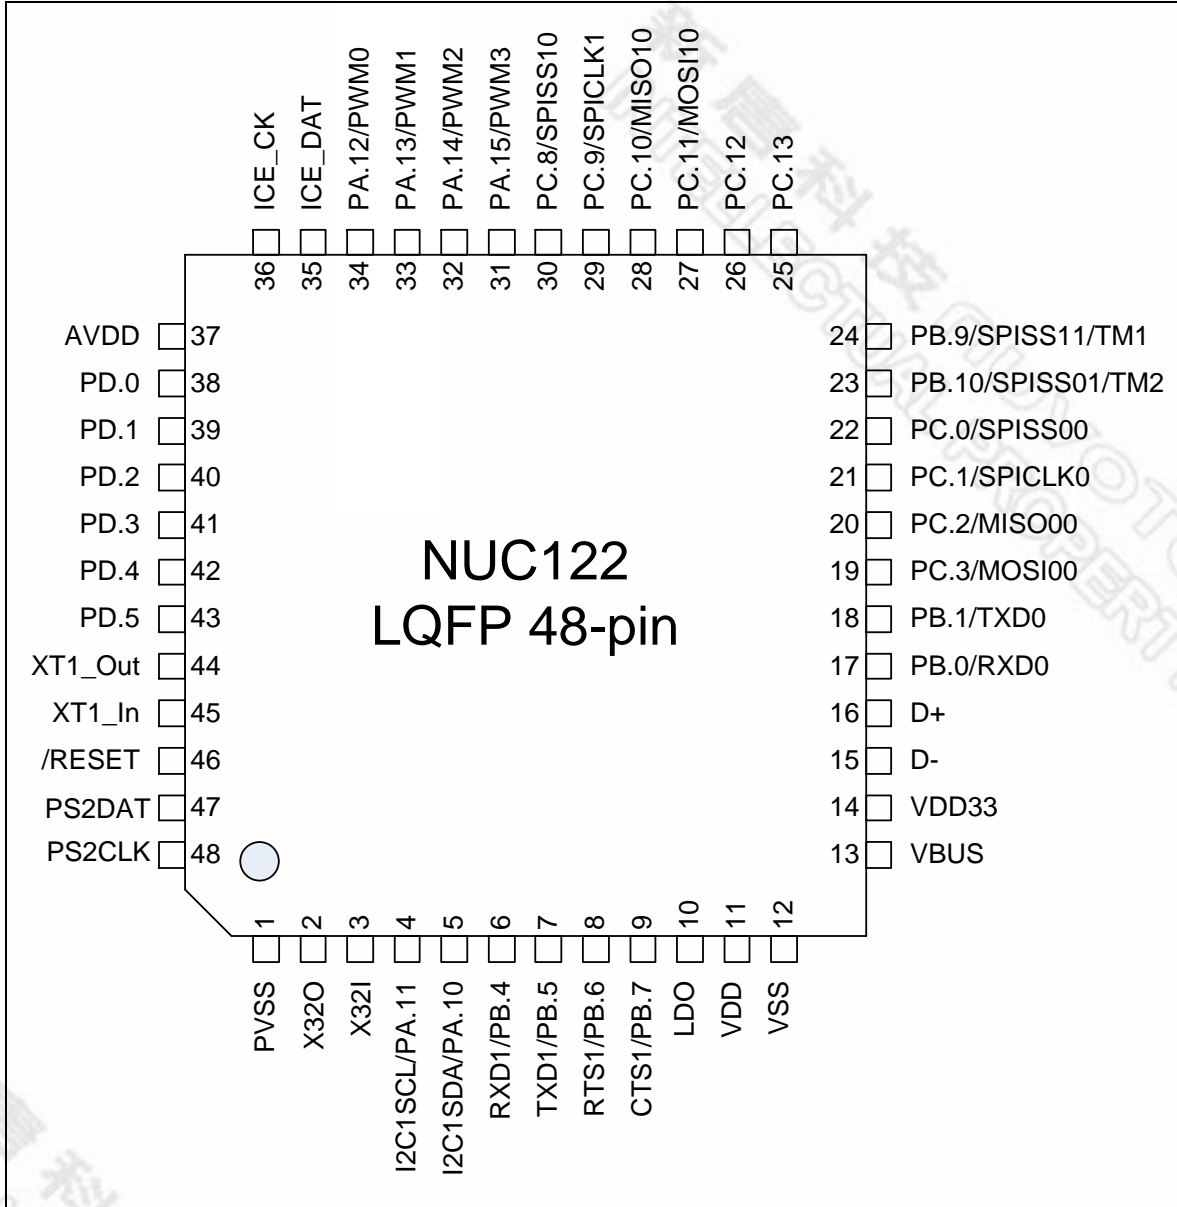 ICE_CK
ICE_DAT
PA.12/PWM0
PA.13/PWM1
PA.14/PWM2
PA.15/PWM3
PC.8/SPISS10
PC.9/SPICLK1
PC.10/MISO10
PC.11/MOSI10
PC.12
PC.13
36
35
34
33
32
31
30
29
28
27
26
25
AVDD 37
PD.0 38
PD.1 39
PD.2 40
PD.3 41
PD.4 42
PD.5 43
XT1_Out 44
XT1_In 45
/RESET 46
PS2DAT 47
PS2CLK 48
NUC122
LQFP 48-pin
24 PB.9/SPISS11/TM1
23 PB.10/SPISS01/TM2
22 PC.0/SPISS00
21 PC.1/SPICLK0
20 PC.2/MISO00
19 PC.3/MOSI00
18 PB.1/TXD0
17 PB.0/RXD0
16 D+
15 D-
14 VDD33
13 VBUS
1
2
3
4
5
6
7
8
9
10
11
12
PVSS
X32O
X32I
I2C1SCL/PA.11
I2C1SDA/PA.10
RXD1/PB.4
TXD1/PB.5
RTS1/PB.6
CTS1/PB.7
LDO
VDD
VSS
新唐科技
INTELLECTUAL PROPERT